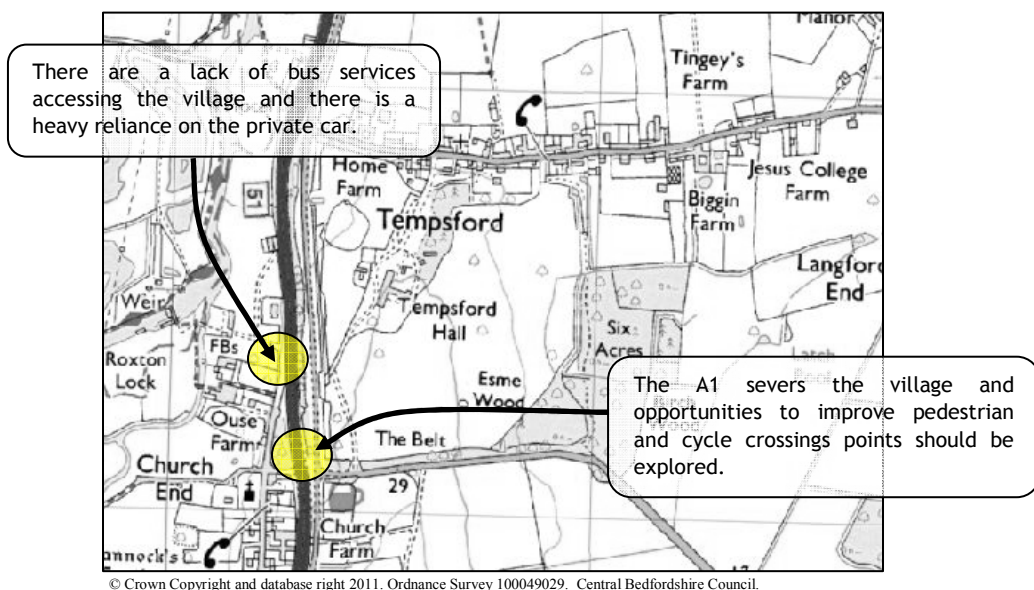 Manor
Tingey's
Farm
There are a lack of bus services
accessing the village and there is a
heavy reliance on the private car.
Home
Farm
Jesus College
Farm
Biggin
Farm
Tempsford
Langford
End
Weir
Tempsford
Hall
Six
Acres
FBs
Roxton
Lock
Esme
Wood
The A1 severs the village and
opportunities to improve pedestrian
and cycle crossings points should be
explored.
Ouse
Farm
The Belt
Church
End
29
Church
Farm
annock's
© Crown Copyright and database right 2011. Ordnance Survey 100049029. Central Bedfordshire Council.